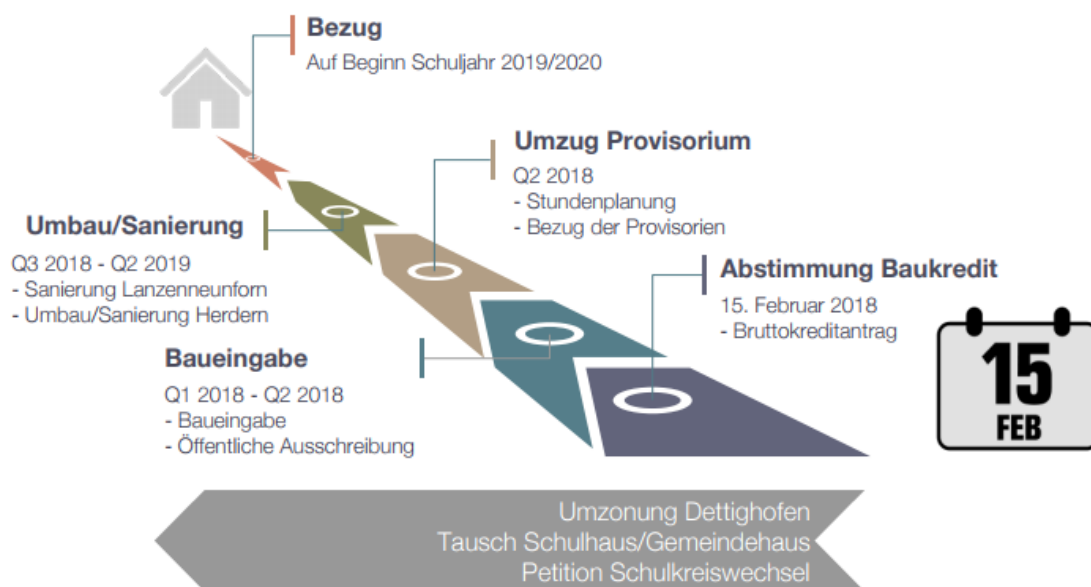 Bezug
Auf Beginn Schuljahr 2019/2020
Umzug Provisorium
Q2 2018
- Stundenplanung
- Bezug der Provisorien
Umbau/Sanierung
Q3 2018 - Q2 2019
- Sanierung Lanzenneunforn
- Umbau/Sanierung Herdern
Abstimmung Baukredit
15. Februar 2018
- Bruttokreditantrag
15
FEB
Baueingabe
Q1 2018 - Q2 2018
- Baueingabe
- Öffentliche Ausschreibung
Umzonung Dettighofen
Tausch Schulhaus/Gemeindehaus
Petition Schulkreiswechsel